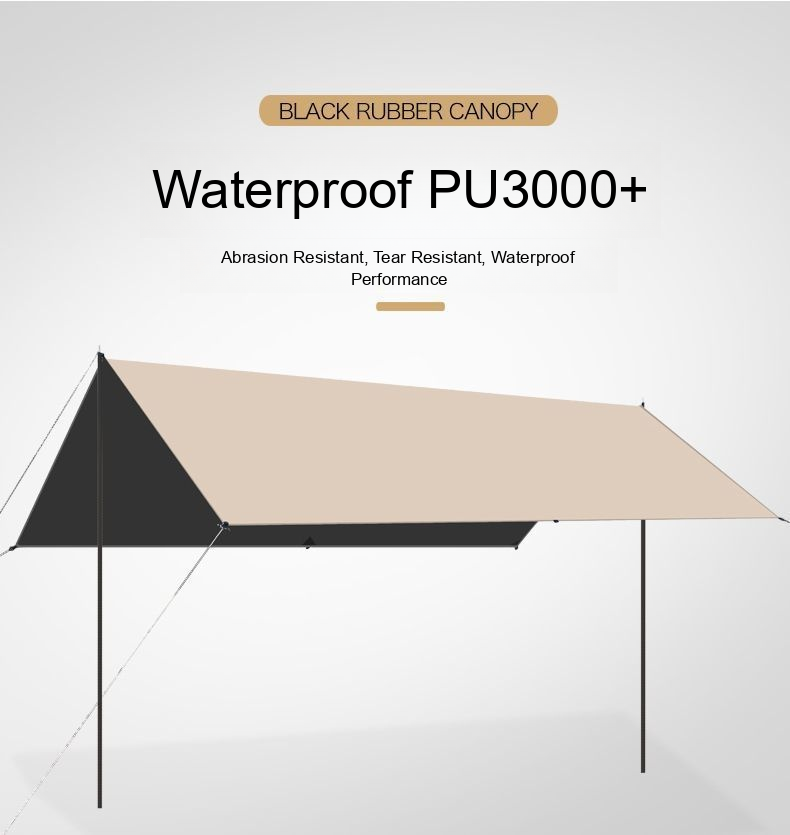 BLACK RUBBER CANOPY
Waterproof PU3000+
Abrasion Resistant, Tear Resistant, Waterproof
Performance